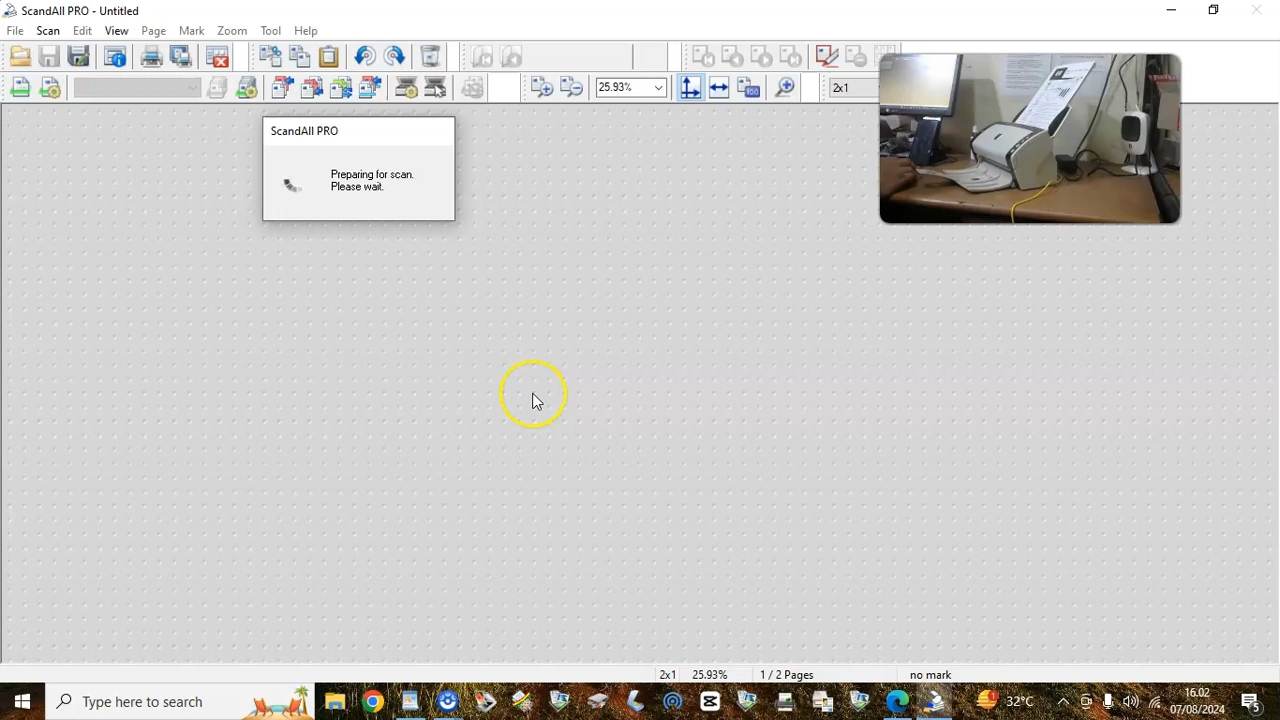 ScandAll PRO - Untitled
File Scan Edit View Page Mark Zoom Tool Help
25.93%
2x1
ScandAll PRO
Preparing for scan.
Please wait.
2x1 25.93% 1 / 2 Pages no mark
Type here to search
32°C
16.02
07/08/2024
5